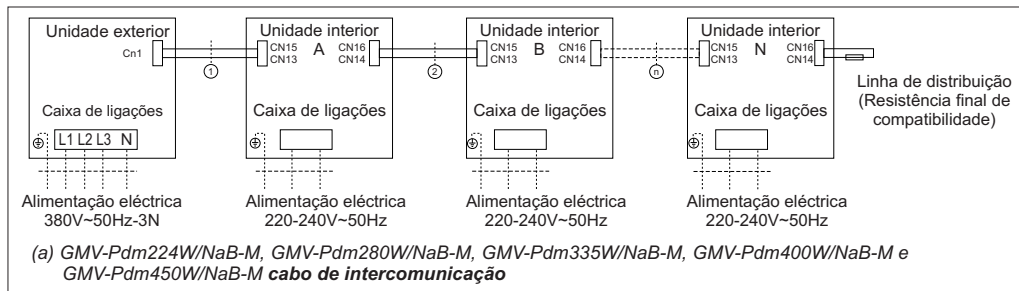 Unidade exterior
Cn1
Caixa de ligações
L1 L2 L3 N
Alimentação eléctrica
380V~50Hz-3N
1
Unidade interior
A
CN15
CN13
CN16
CN14
Caixa de ligações
Alimentação eléctrica
220-240V~50Hz
2
Unidade interior
B
CN15
CN13
CN16
CN14
Caixa de ligações
Alimentação eléctrica
220-240V~50Hz
n
Unidade interior
N
CN15
CN13
CN16
CN14
Caixa de ligações
Alimentação eléctrica
220-240V~50Hz
Linha de distribuição
(Resistência final de
compatibilidade)
(a) GMV-Pdm224W/NaB-M, GMV-Pdm280W/NaB-M, GMV-Pdm335W/NaB-M, GMV-Pdm400W/NaB-M e
GMV-Pdm450W/NaB-M cabo de intercomunicação